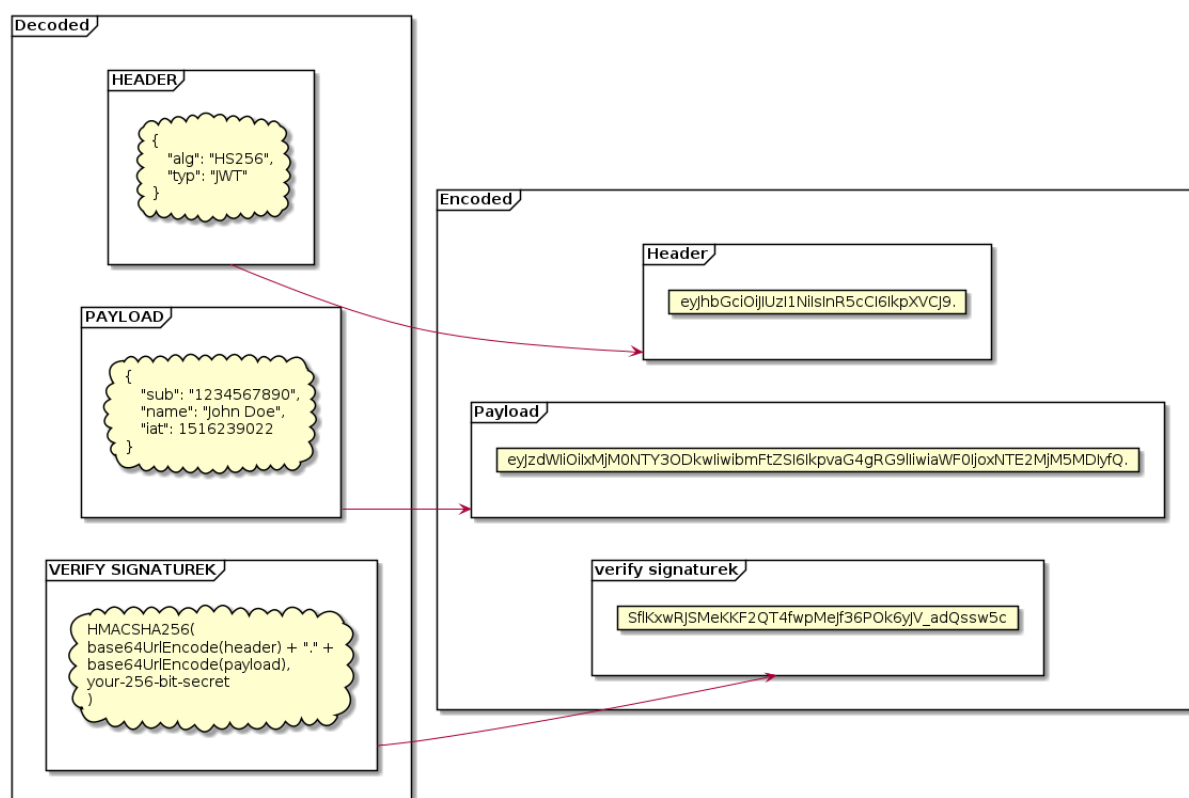 Decoded
HEADER
{
"alg": "HS256",
"typ": "JWT"
}
PAYLOAD
{
"sub": "1234567890",
"name": "John Doe",
"iat": 1516239022
}
VERIFY SIGNATUREK
HMACSHA256(
base64UrlEncode(header) + "." +
base64UrlEncode(payload),
your-256-bit-secret
)
Encoded
Header
eyJhbGciOiJIUzI1NiIsInR5cCI6IkpXVCJ9.
Payload
eyJzdWIiOiIxMjM0NTY3ODkwIiwibmFtZSI6IkpvaG4gRG9lIiwiaWF0IjoxNTE2MjM5MDIyfQ.
verify signaturek
SflKxwRJSMeKKF2QT4fwpMeJf36POk6yJV_adQssw5c